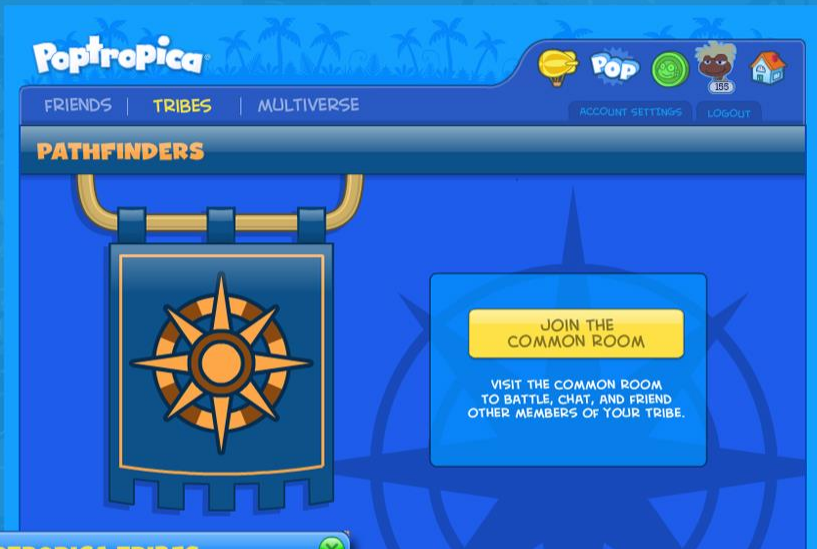 Poptropica
POP
155
FRIENDS | TRIBES | MULTIVERSE
ACCOUNT SETTINGS LOGOUT
PATHFINDERS
JOIN THE
COMMON ROOM
VISIT THE COMMON ROOM
TO BATTLE, CHAT, AND FRIEND
OTHER MEMBERS OF YOUR TRIBE.
TRIBES